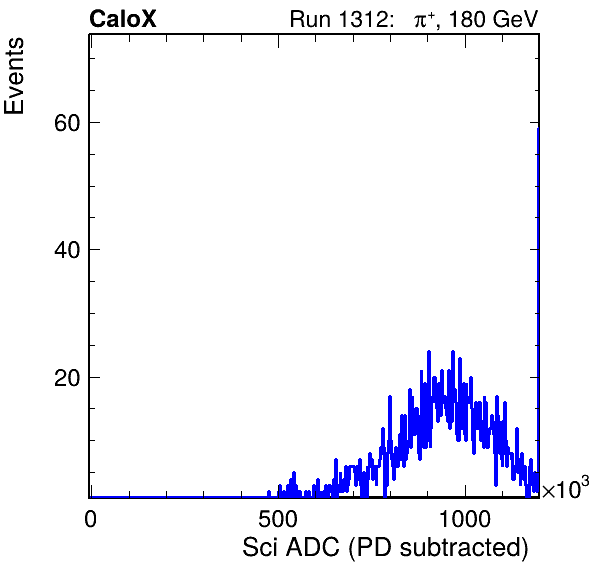 CaloX Run 1312: π⁺, 180 GeV
Events
60
40
20
0 500 1000 ×10³
Sci ADC (PD subtracted)